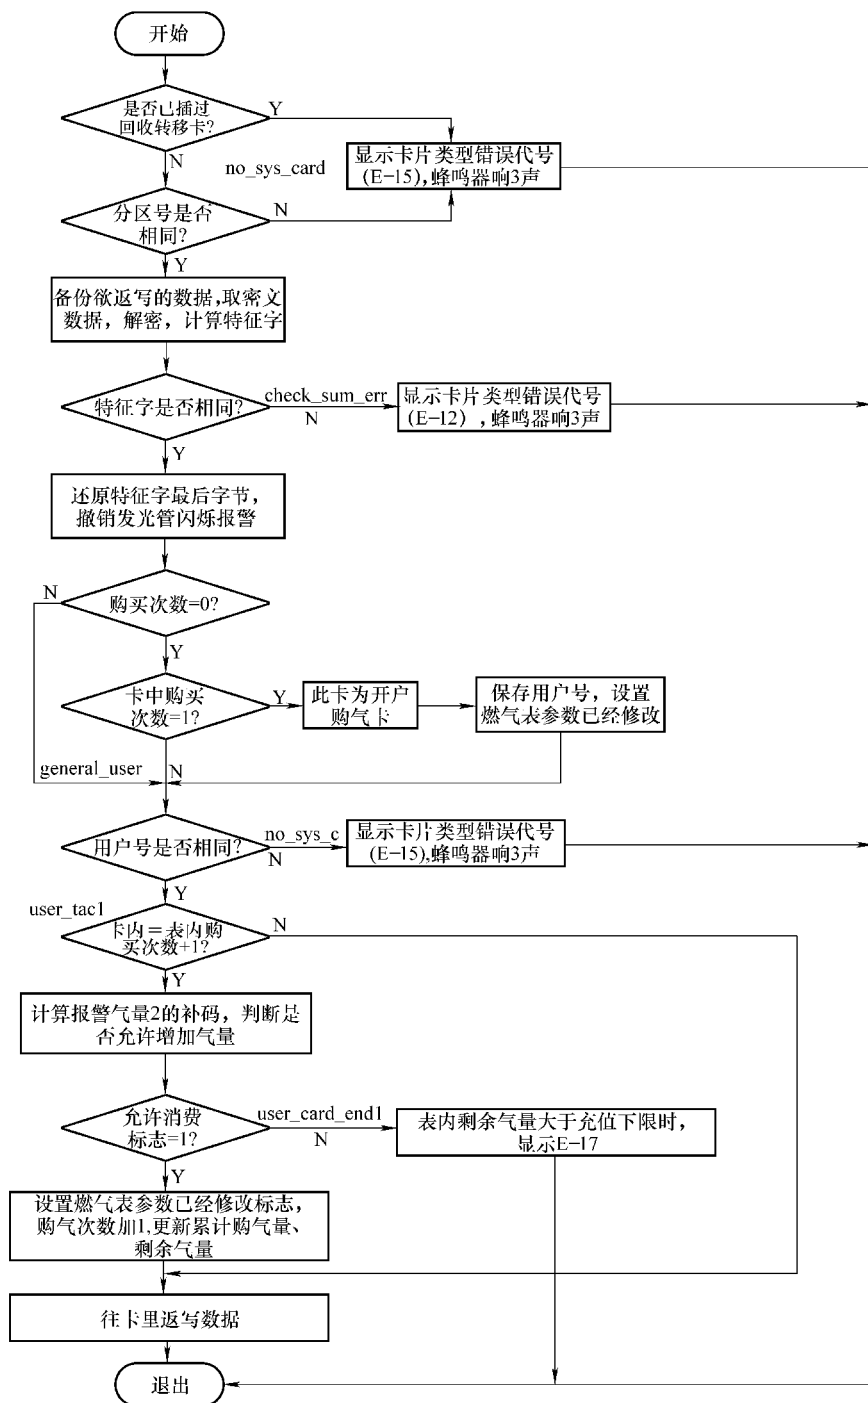 开始
是否已插过
回收转移卡?
Y
N
no_sys_card
显示卡片类型错误代号
(E-15),蜂鸣器响3声
分区号是否
相同?
N
Y
备份欲返写的数据,取密文
数据，解密，计算特征字
特征字是否相同?
check_sum_err
N
显示卡片类型错误代号
(E-12）,蜂鸣器响3声
Y
还原特征字最后字节，
撤销发光管闪烁报警
N
购买次数=0?
Y
卡中购买
次数=1?
Y
此卡为开户
购气卡
保存用户号，设置
燃气表参数已经修改
general_user
N
用户号是否相同?
no_sys_c
N
显示卡片类型错误代号
(E-15),蜂鸣器响3声
Y
user_tac1
卡内＝表内购
买次数+1?
N
Y
计算报警气量2的补码，判断是
否允许增加气量
允许消费
标志=1?
user_card_end1
N
表内剩余气量大于充值下限时，
显示E-17
Y
设置燃气表参数已经修改标志，
购气次数加1,更新累计购气量、
剩余气量
往卡里返写数据
退出